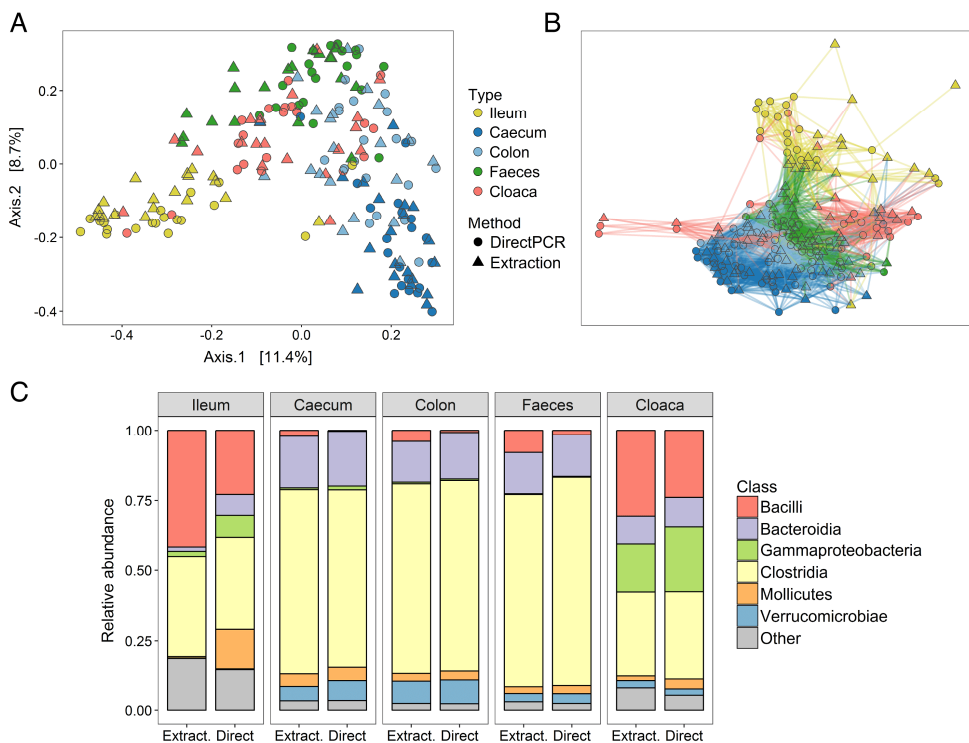 A
B
0.2
0.0
-0.2
-0.4
Axis.2 [8.7%]
-0.4
-0.2
0.0
0.2
Axis.1 [11.4%]
Type
Ileum
Caecum
Colon
Faeces
Cloaca
Method
DirectPCR
Extraction
C
Ileum
Caecum
Colon
Faeces
Cloaca
1.00
0.75
0.50
0.25
0.00
Relative abundance
Extract. Direct
Extract. Direct
Extract. Direct
Extract. Direct
Extract. Direct
Class
Bacilli
Bacteroidia
Gammaproteobacteria
Clostridia
Mollicutes
Verrucomicrobiae
Other